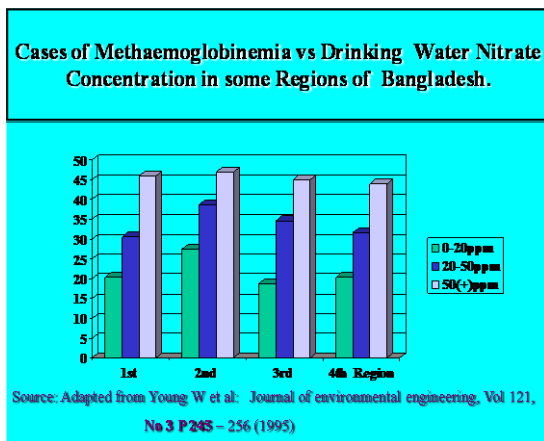 Cases of Methaemoglobinemia vs Drinking Water Nitrate
Concentration in some Regions of Bangladesh.
50
45
40
35
30
25
20
15
10
5
0
1st 2nd 3rd 4th Region
0-20ppm
20-50ppm
50(+)ppm
Source: Adapted from Young W et al: Journal of environmental engineering, Vol 121,
No 3 P 245 – 256 (1995)